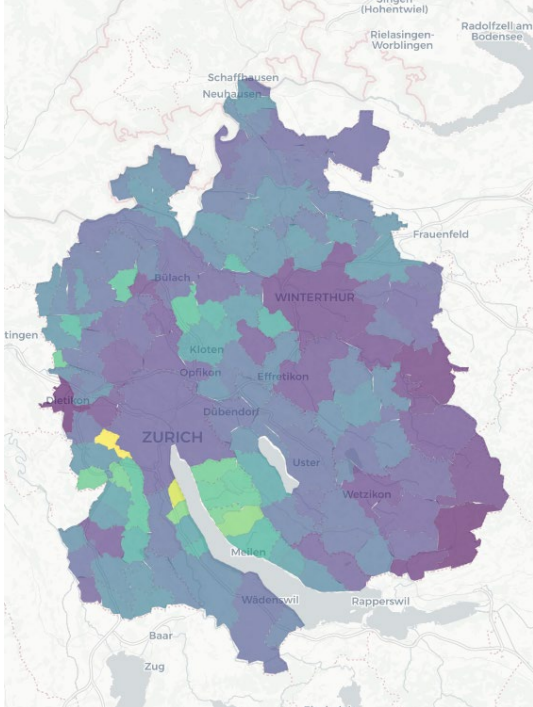 (Hohentwiel)
Radolfzell am
Bodensee
Rielasingen-
Worblingen
Schaffhausen
Neuhausen
Frauenfeld
Bülach
WINTERTHUR
tingen
Kloten
Opfikon
Effretikon
Dietikon
Dübendorf
ZURICH
Uster
Wetzikon
Meilen
Wädenswil
Rapperswil
Baar
Zug